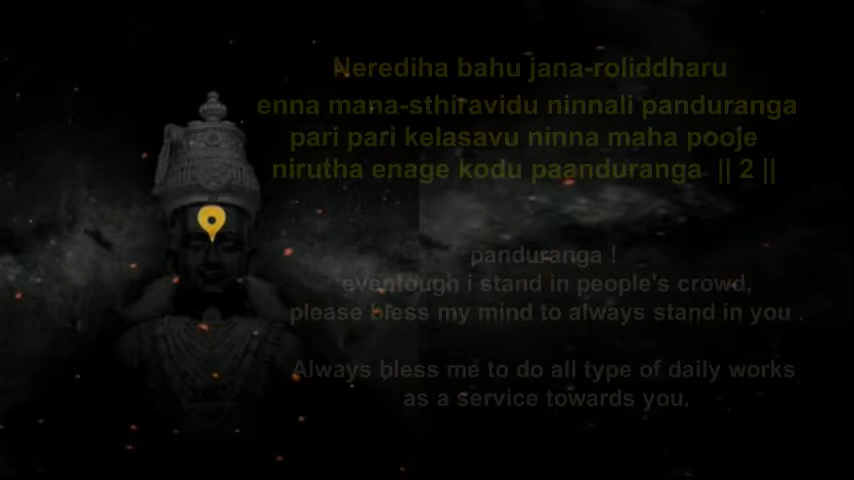 Nerediha bahu jana-roliddharu
enna mana-sthiravidu ninnali panduranga
pari pari kelasavu ninna maha pooje
nirutha enage kodu paanduranga || 2 ||
panduranga !
eventough i stand in people's crowd,
please bless my mind to always stand in you .
Always bless me to do all type of daily works
as a service towards you.